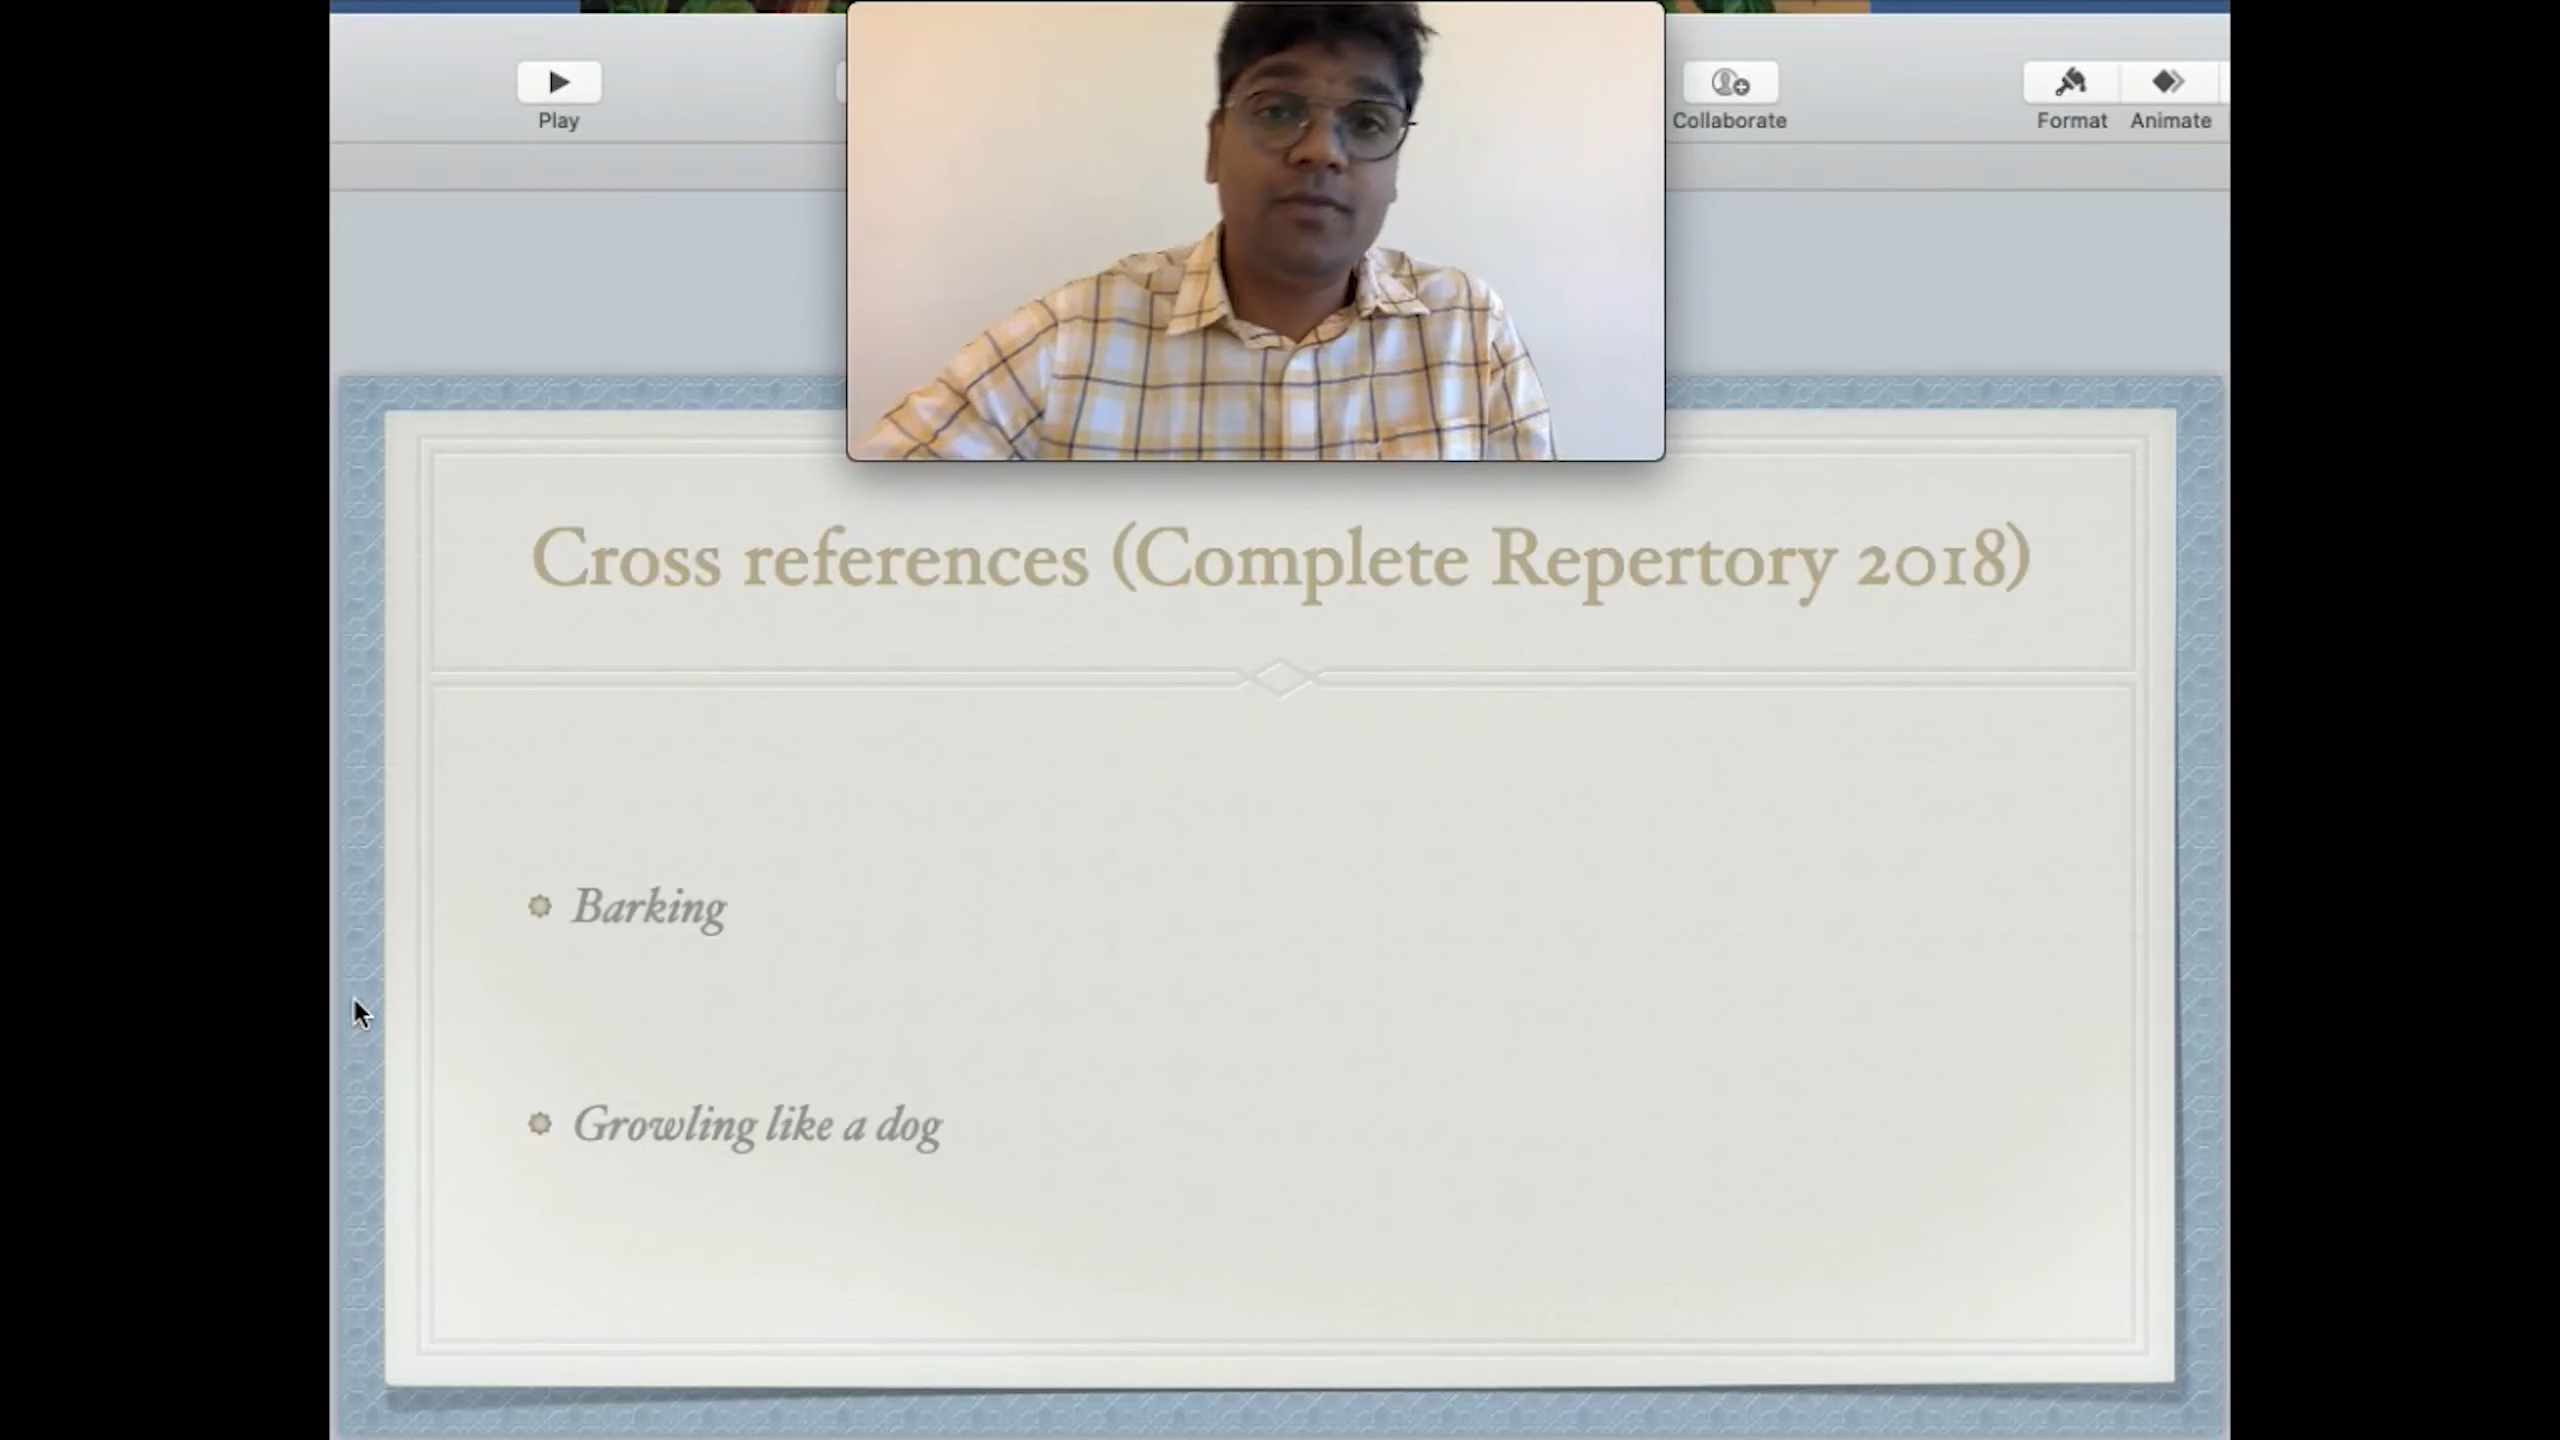 Play
Collaborate
Format
Animate
Cross references (Complete Repertory 2018)
Barking
Growling like a dog